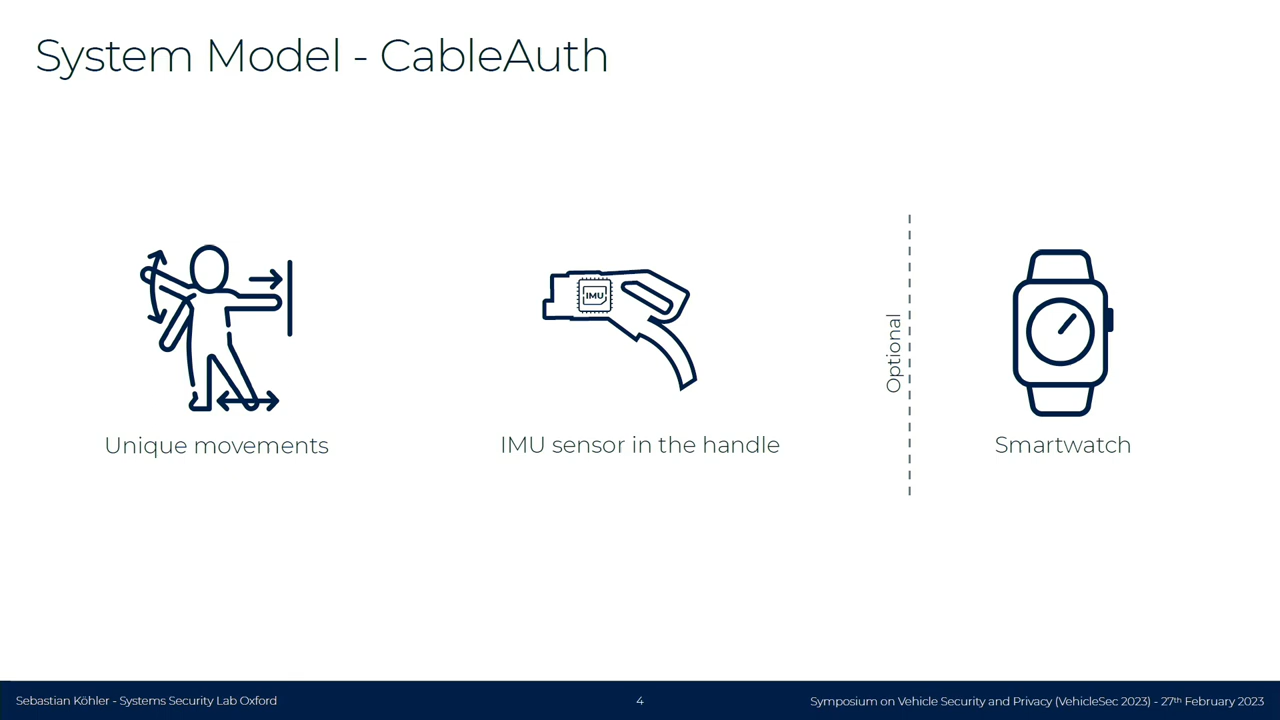 System Model - CableAuth
IMU
Optional
Unique movements
IMU sensor in the handle
Smartwatch
Sebastian Köhler - Systems Security Lab Oxford
4
Symposium on Vehicle Security and Privacy (VehicleSec 2023) - 27th February 2023